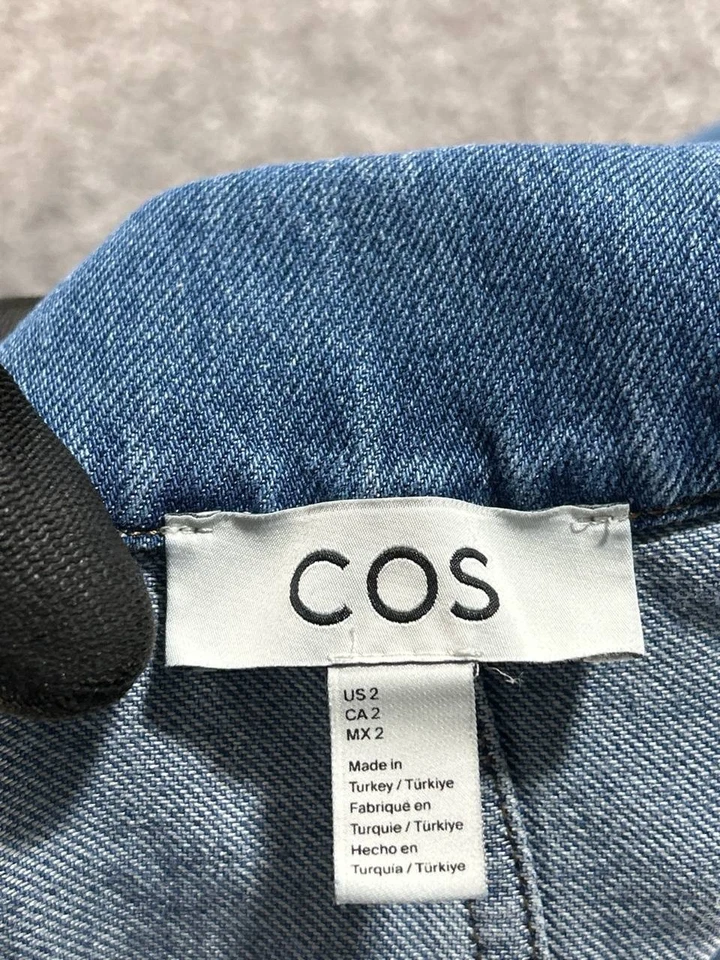 COS
US 2
CA 2
MX 2
Made in
Turkey / Türkiye
Fabriqué en
Turquie / Türkiye
Hecho en
Turquía / Türkiye